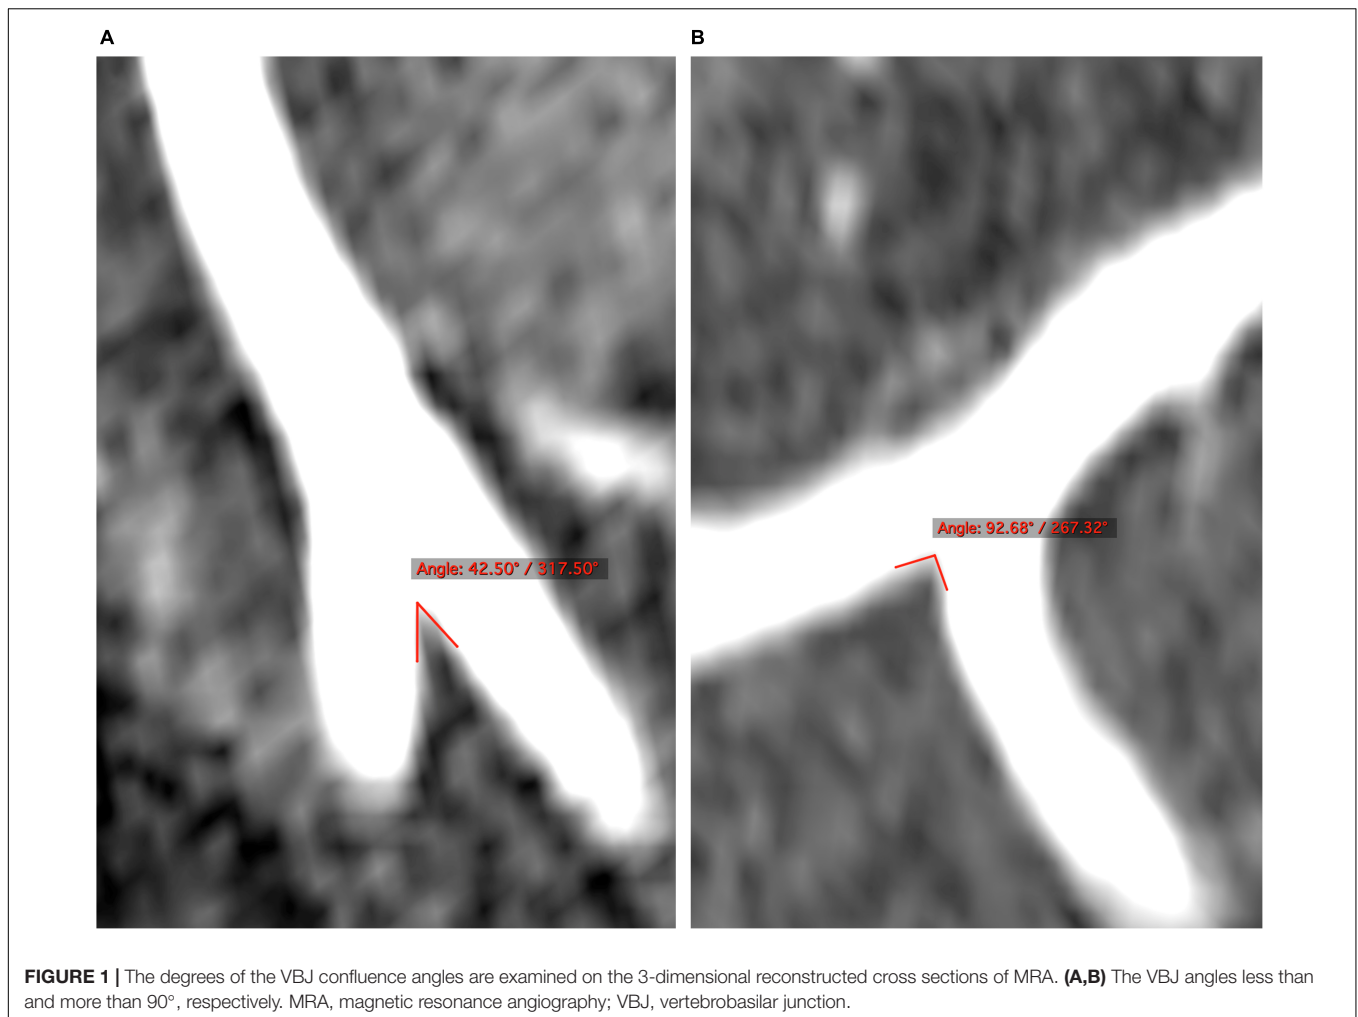 A
B
Angle: 42.50° / 317.50°
Angle: 92.68° / 267.32°
FIGURE 1 | The degrees of the VBJ confluence angles are examined on the 3-dimensional reconstructed cross sections of MRA. (A,B) The VBJ angles less than
and more than 90°, respectively. MRA, magnetic resonance angiography; VBJ, vertebrobasilar junction.